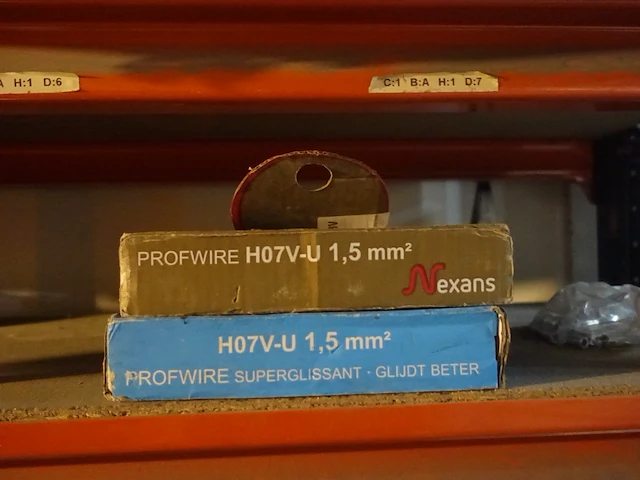 A H:1 D:6
C:1 B:A H:1 D:7
PROFWIRE H07V-U 1,5 mm²
Nexans
H07V-U 1,5 mm²
PROFWIRE SUPERGLISSANT · GLIJDT BETER